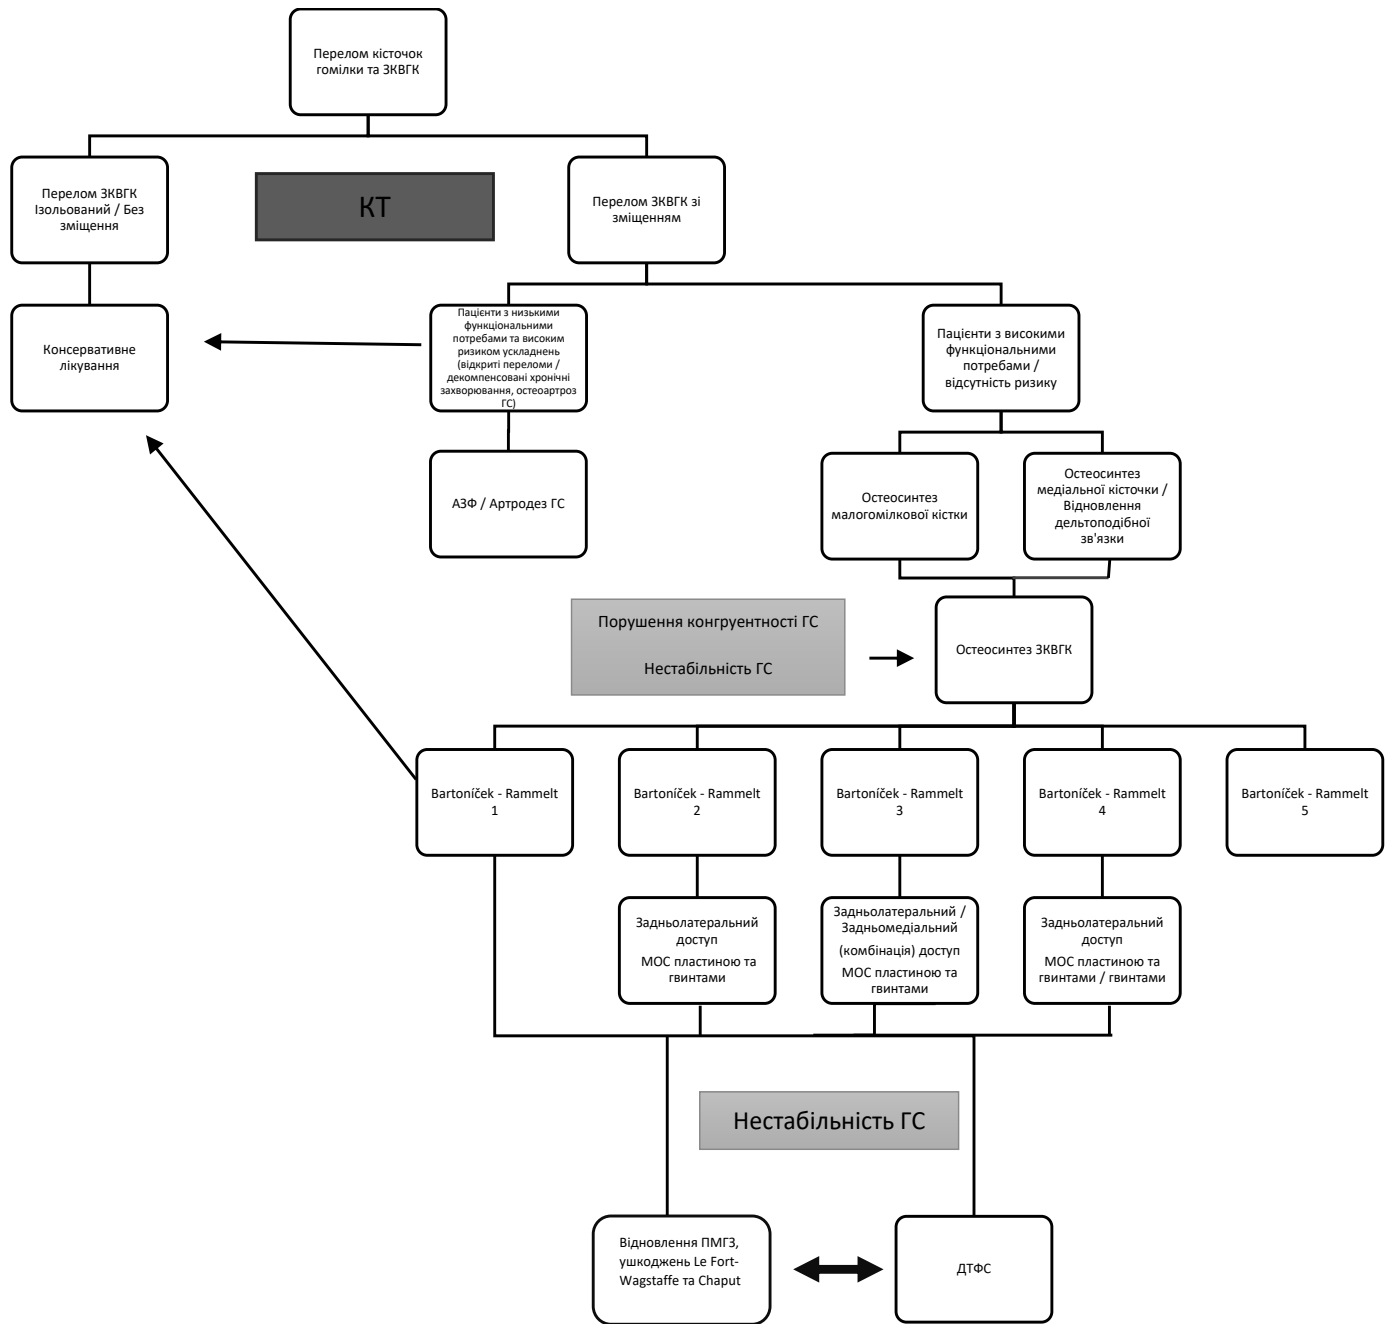 Перелом кісточок
гомілки та ЗКВГК
Перелом ЗКВГК
Ізольований / Без
зміщення
КТ
Перелом ЗКВГК зі
зміщенням
Консервативне
лікування
Пацієнти з низькими
функціональними
потребами та високим
ризиком ускладнень
(відкриті переломи /
декомпенсовані хронічні
захворювання, остеоартроз
ГС)
Пацієнти з високими
функціональними
потребами /
відсутність ризику
АЗФ / Артродез ГС
Остеосинтез
малогомілкової кістки
Остеосинтез
медіальної кісточки /
Відновлення
дельтоподібної
зв'язки
Порушення конгруентності ГС
Нестабільність ГС
Остеосинтез ЗКВГК
Bartoníček - Rammelt
1
Bartoníček - Rammelt
2
Bartoníček - Rammelt
3
Bartoníček - Rammelt
4
Bartoníček - Rammelt
5
Задньолатеральний
доступ
МОС пластиною та
гвинтами
Задньолатеральний /
Задньомедіальний
(комбінація) доступ
МОС пластиною та
гвинтами
Задньолатеральний
доступ
МОС пластиною та
гвинтами / гвинтами
Нестабільність ГС
Відновлення ПМГЗ,
ушкоджень Le Fort-
Wagstaffe та Chaput
ДТФС